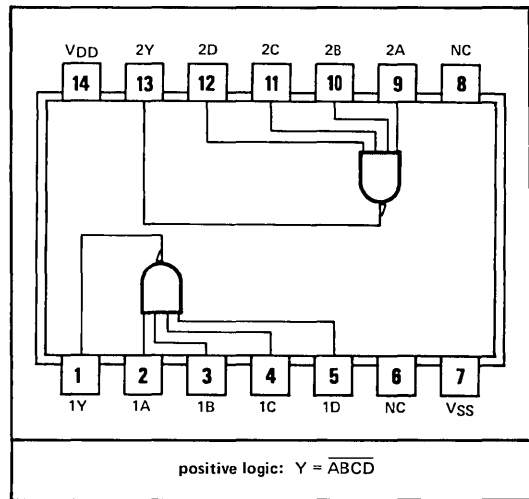 VDD 2Y 2D 2C 2B 2A NC
14 13 12 11 10 9 8
1 2 3 4 5 6 7
1Y 1A 1B 1C 1D NC VSS
positive logic: Y = A̅B̅C̅D̅